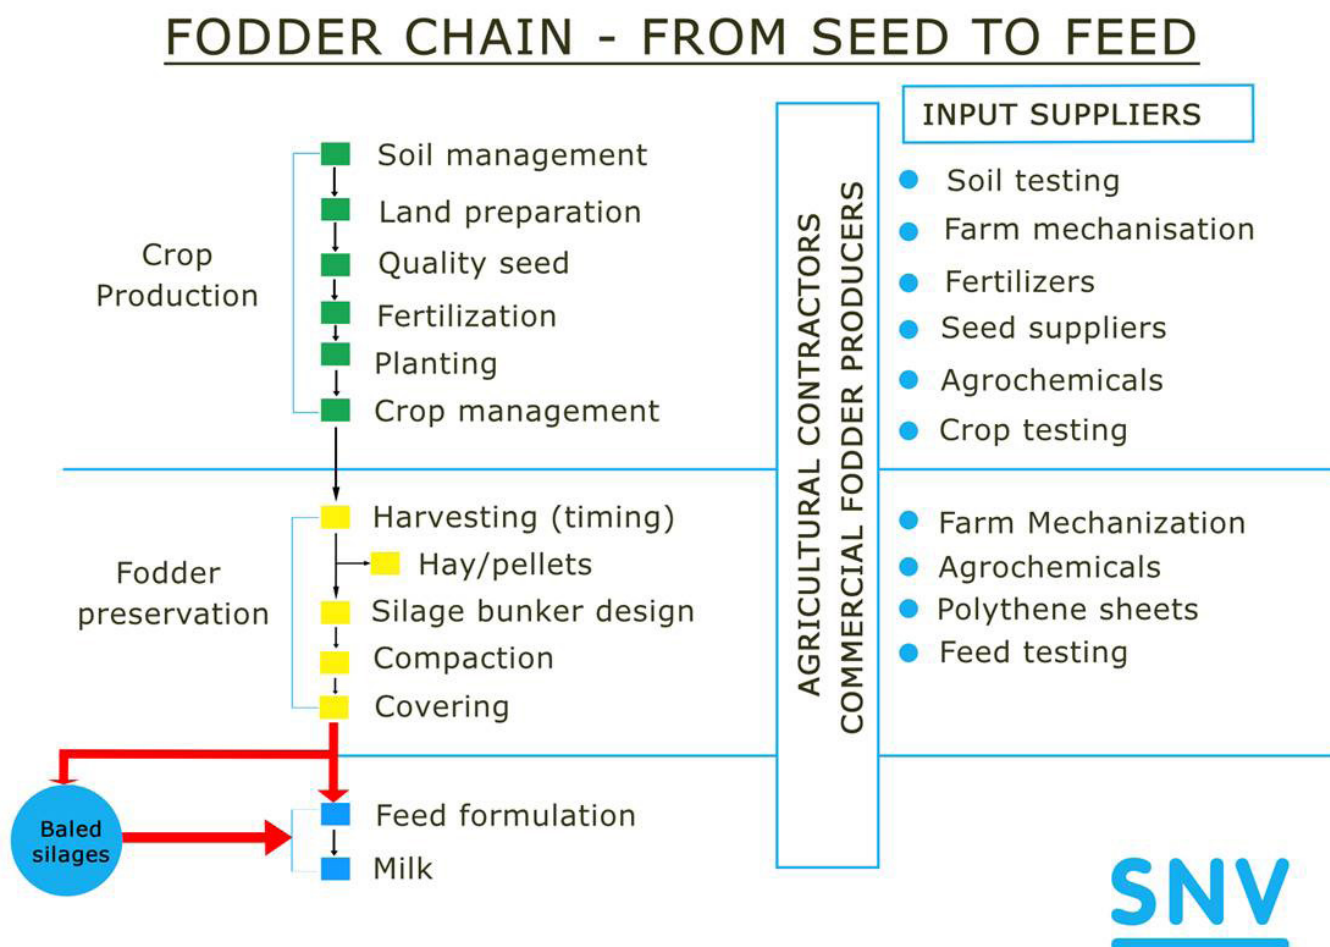 FODDER CHAIN - FROM SEED TO FEED
Crop
Production
Soil management
Land preparation
Quality seed
Fertilization
Planting
Crop management
Fodder
preservation
Harvesting (timing)
Hay/pellets
Silage bunker design
Compaction
Covering
Baled
silages
Feed formulation
Milk
AGRICULTURAL CONTRACTORS
COMMERCIAL FODDER PRODUCERS
INPUT SUPPLIERS
Soil testing
Farm mechanisation
Fertilizers
Seed suppliers
Agrochemicals
Crop testing
Farm Mechanization
Agrochemicals
Polythene sheets
Feed testing
SNV